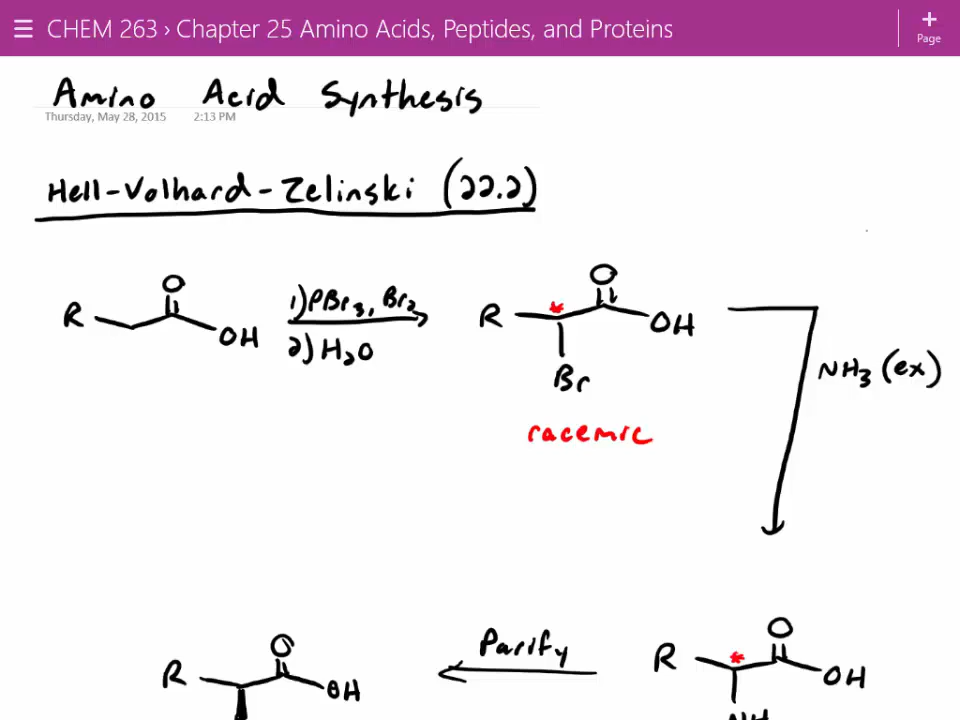 ☰ CHEM 263 › Chapter 25 Amino Acids, Peptides, and Proteins
+
Page
Amino Acid Synthesis
Thursday, May 28, 2015 2:13 PM
Hell-Volhard-Zelinski (22.2)
R O OH
1) PBr3, Br2
2) H2O
R * O OH
Br
racemic
NH3 (ex)
R O OH
Purify
R * O OH
NH